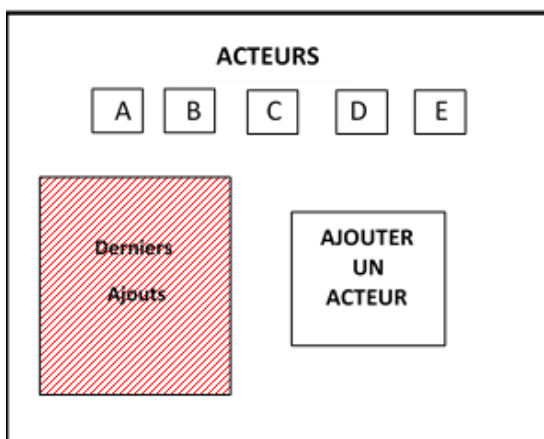 ACTEURS
A B C D E
Derniers
Ajouts
AJOUTER
UN
ACTEUR